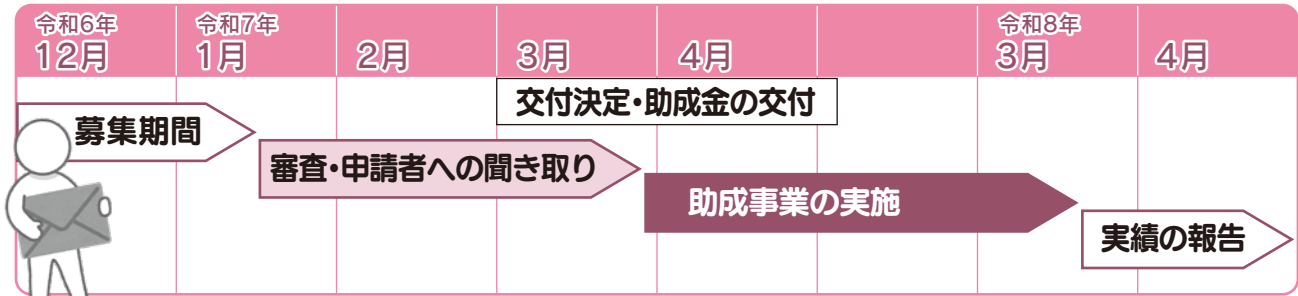 令和6年
12月
令和7年
1月
2月
3月
4月
令和8年
3月
4月
交付決定・助成金の交付
募集期間
審査・申請者への聞き取り
助成事業の実施
実績の報告